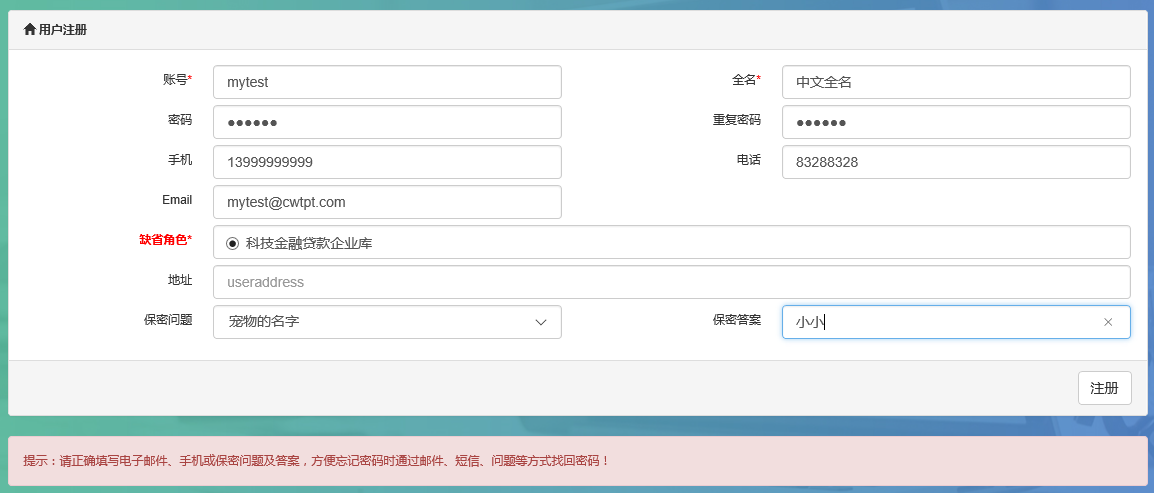 用户注册
账号* mytest 全名* 中文全名
密码 ●●●●●● 重复密码 ●●●●●●
手机 13999999999 电话 83288328
Email mytest@cwtpt.com
缺省角色* 科技金融贷款企业库
地址 useraddress
保密问题 宠物的名字 保密答案 小小
注册
提示：请正确填写电子邮件、手机或保密问题及答案，方便忘记密码时通过邮件、短信、问题等方式找回密码！